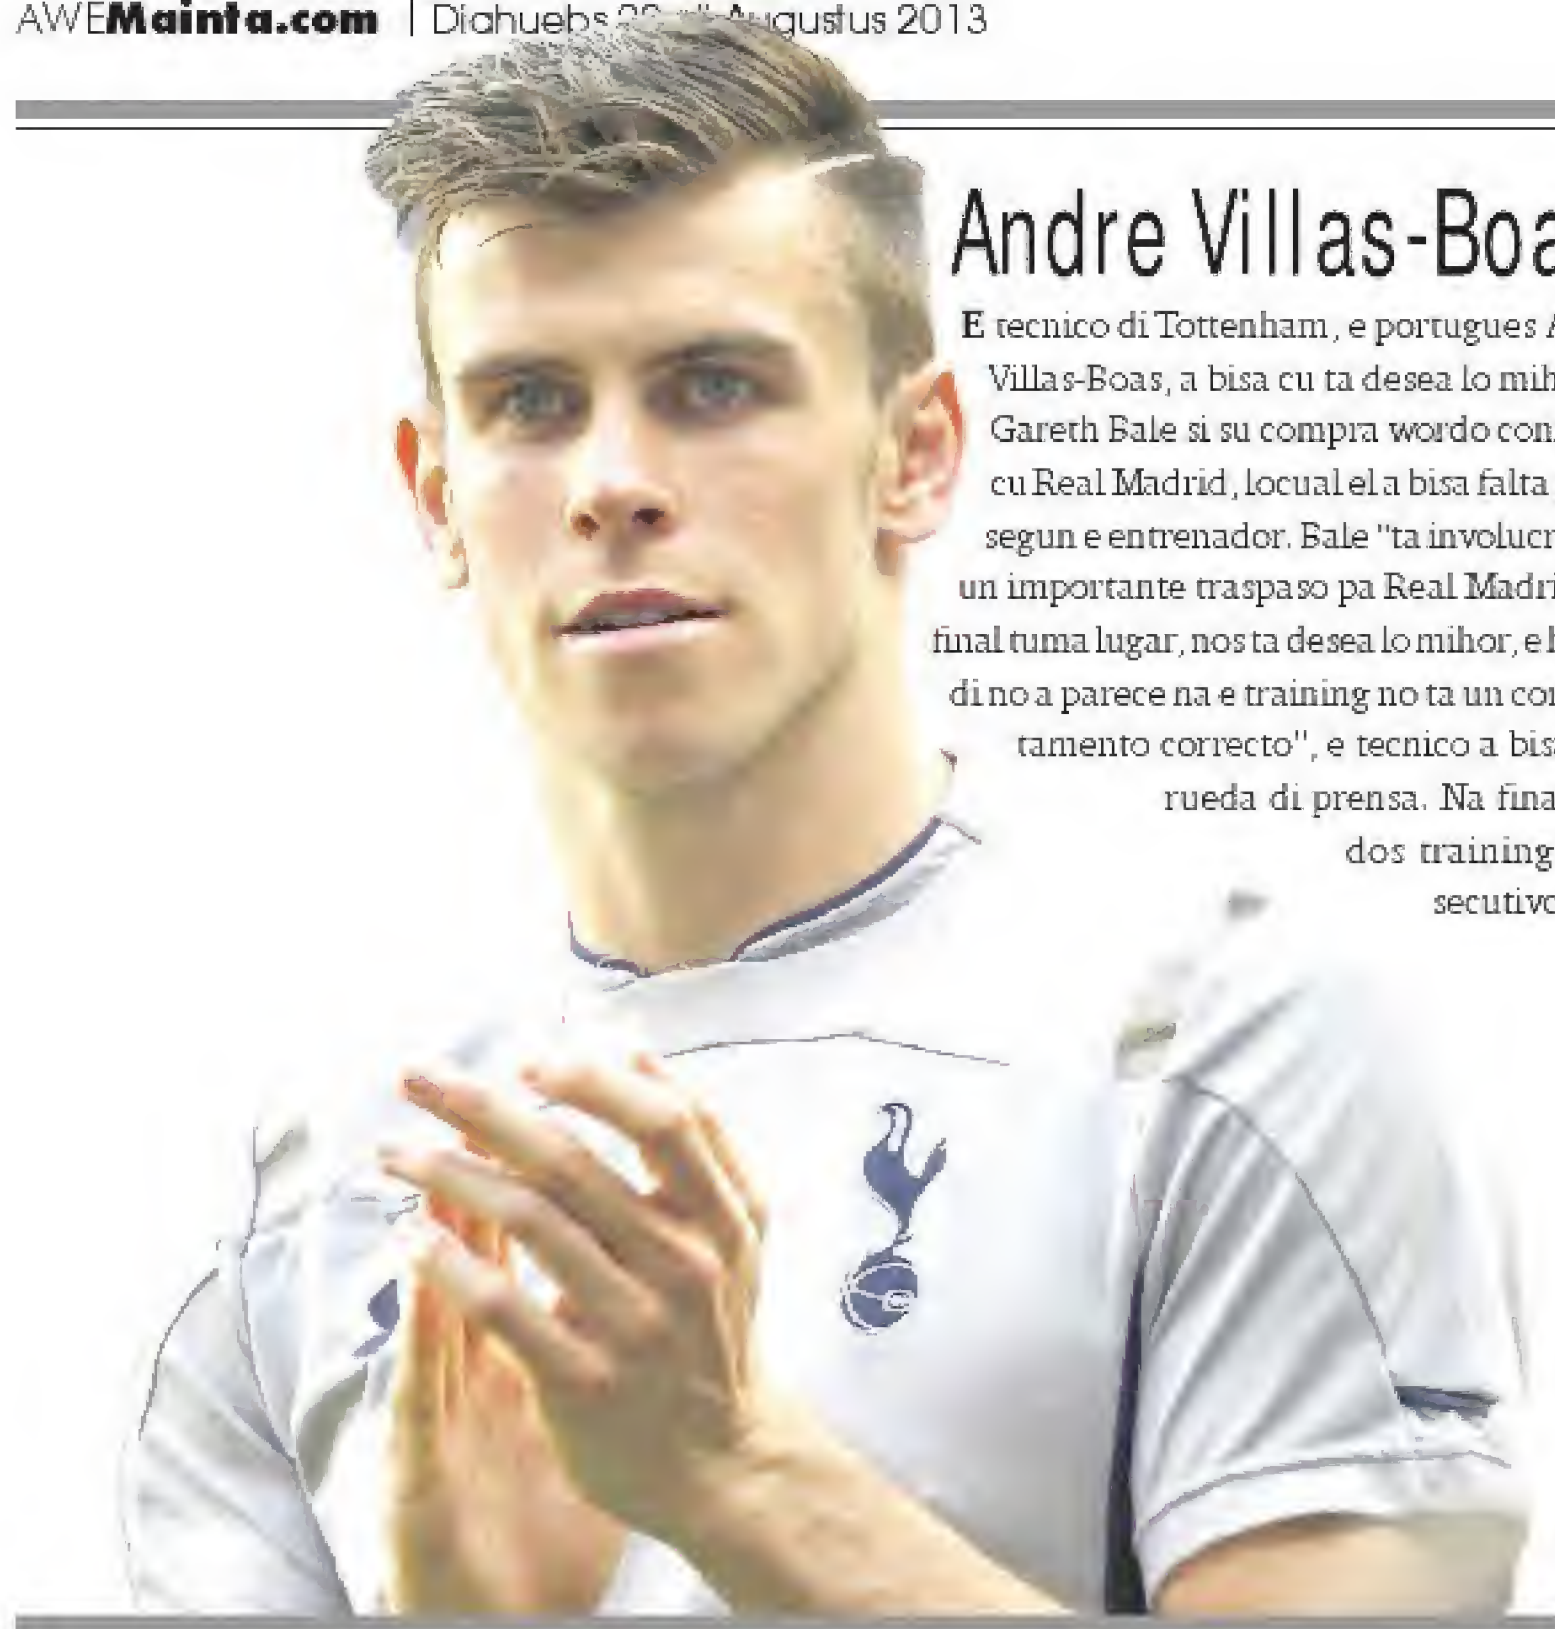 AWEMainta.com | Diahuebs di Augustus 2013
Andre Villas-Boa
E tecnico di Tottenham, e portugues
Villas-Boas, a bisa cu ta desea lo mih
Gareth Bale si su compra wordo con
cu Real Madrid, locual el a bisa falta
segun e entrenador. Bale "ta involucr
un importante traspaso pa Real Madri
final tuma lugar, nos ta desea lo mihor, e
di no a parece na e training no ta un co
tamento correcto", e tecnico a bis
rueda di prensa. Na fina
dos training
secutivo